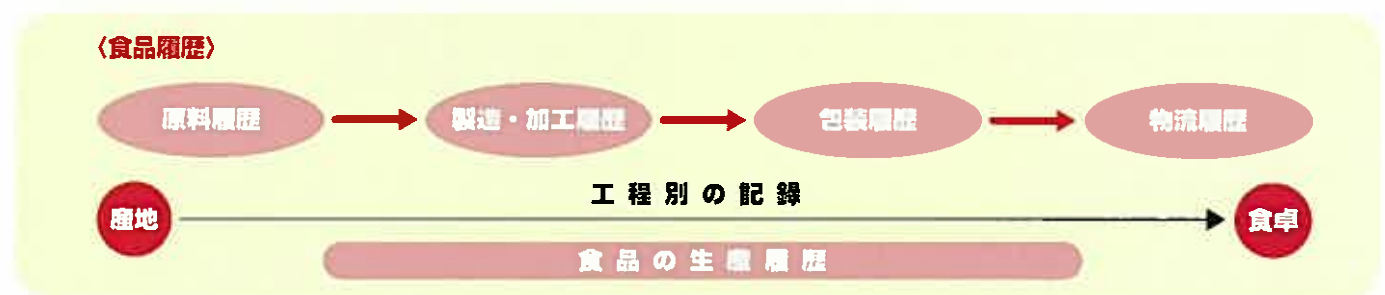 〈食品履歴〉
原料履歴
製造・加工履歴
包装履歴
物流履歴
工程別の記録
産地
食卓
食品の生産履歴